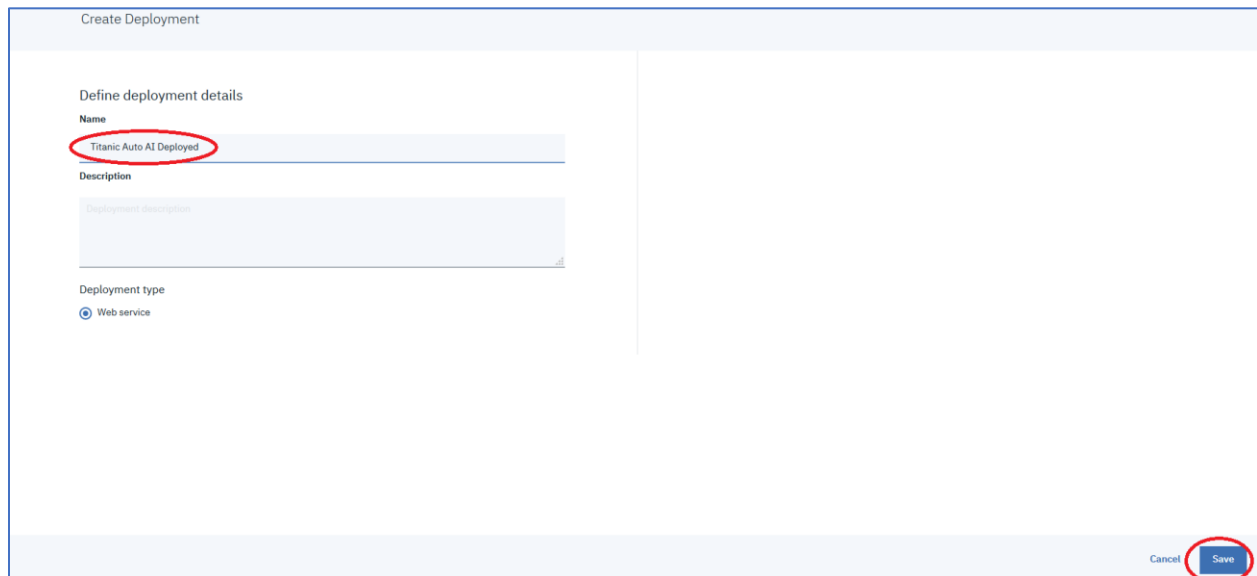 Create Deployment
Define deployment details
Name
Titanic Auto AI Deployed
Description
Deployment description
Deployment type
Web service
Cancel
Save